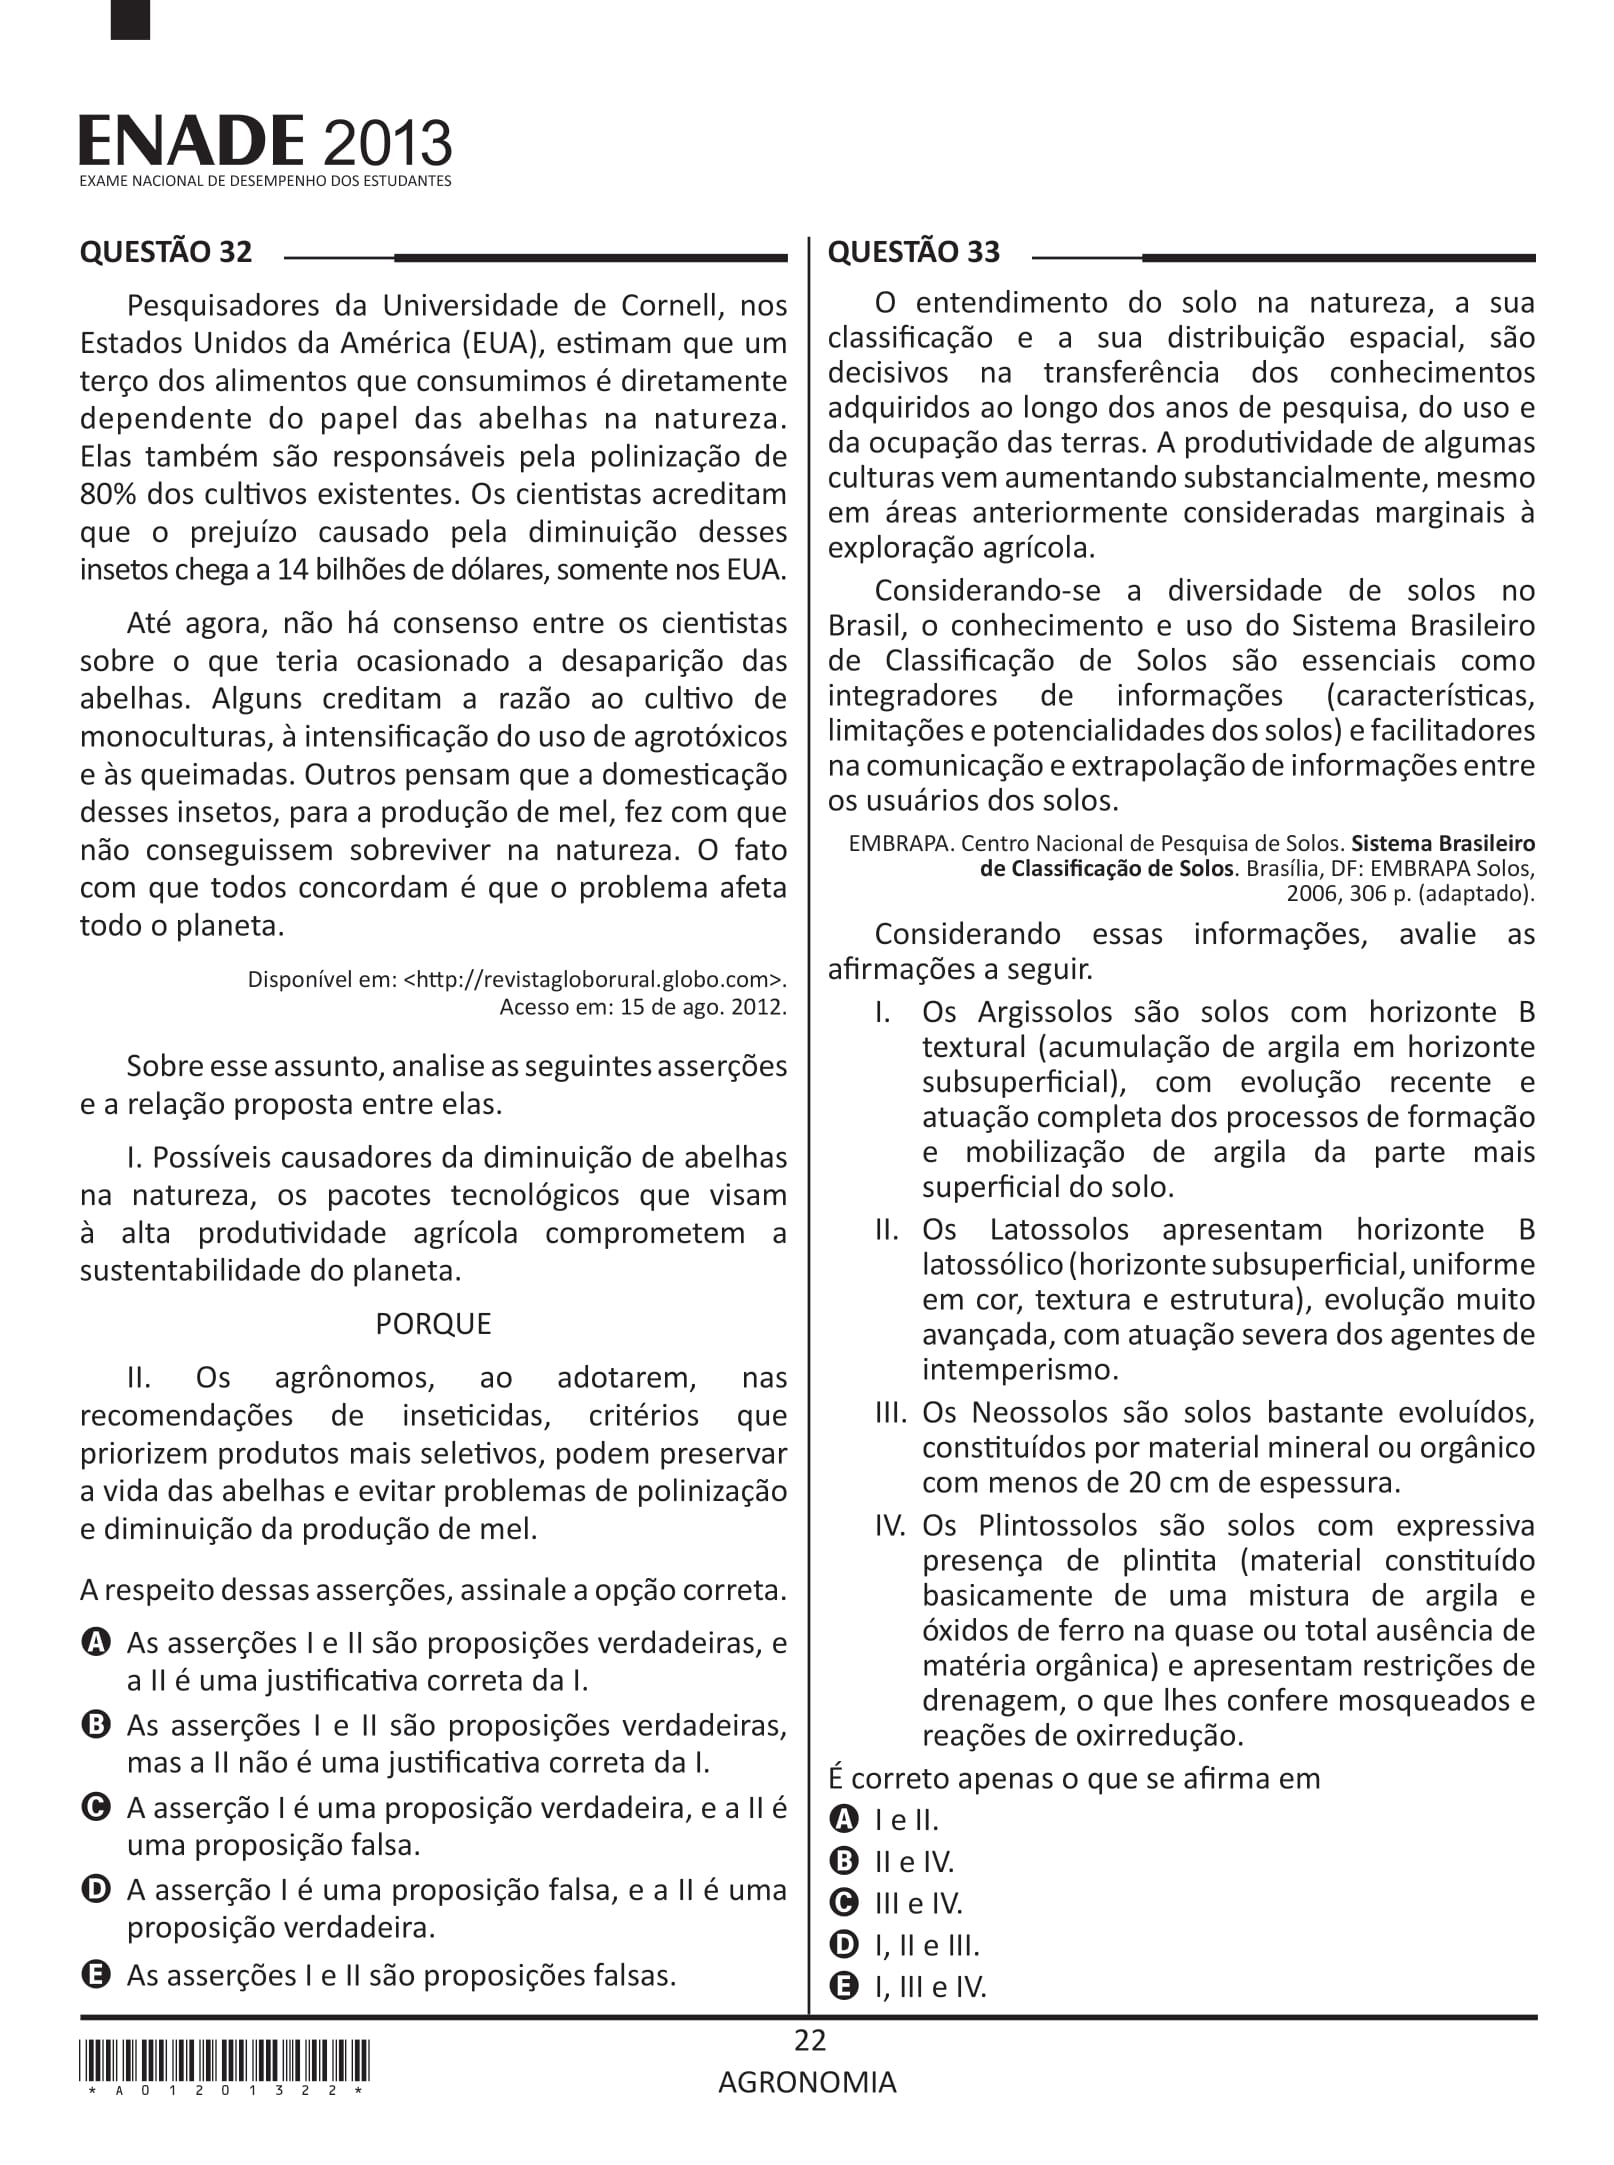 ENADE 2013
EXAME NACIONAL DE DESEMPENHO DOS ESTUDANTES
QUESTÃO 32
Pesquisadores da Universidade de Cornell, nos
Estados Unidos da América (EUA), estimam que um
terço dos alimentos que consumimos é diretamente
dependente do papel das abelhas na natureza.
Elas também são responsáveis pela polinização de
80% dos cultivos existentes. Os cientistas acreditam
que o prejuízo causado pela diminuição desses
insetos chega a 14 bilhões de dólares, somente nos EUA.
Até agora, não há consenso entre os cientistas
sobre o que teria ocasionado a desaparição das
abelhas. Alguns creditam a razão ao cultivo de
monoculturas, à intensificação do uso de agrotóxicos
e às queimadas. Outros pensam que a domesticação
desses insetos, para a produção de mel, fez com que
não conseguissem sobreviver na natureza. O fato
com que todos concordam é que o problema afeta
todo o planeta.
Disponível em: <http://revistagloborural.globo.com>.
Acesso em: 15 de ago. 2012.
Sobre esse assunto, analise as seguintes asserções
e a relação proposta entre elas.
I. Possíveis causadores da diminuição de abelhas
na natureza, os pacotes tecnológicos que visam
à alta produtividade agrícola comprometem a
sustentabilidade do planeta.
PORQUE
II. Os agrônomos, ao adotarem, nas
recomendações de inseticidas, critérios que
priorizem produtos mais seletivos, podem preservar
a vida das abelhas e evitar problemas de polinização
e diminuição da produção de mel.
A respeito dessas asserções, assinale a opção correta.
A As asserções I e II são proposições verdadeiras, e
a II é uma justificativa correta da I.
B As asserções I e II são proposições verdadeiras,
mas a II não é uma justificativa correta da I.
C A asserção I é uma proposição verdadeira, e a II é
uma proposição falsa.
D A asserção I é uma proposição falsa, e a II é uma
proposição verdadeira.
E As asserções I e II são proposições falsas.
QUESTÃO 33
O entendimento do solo na natureza, a sua
classificação e a sua distribuição espacial, são
decisivos na transferência dos conhecimentos
adquiridos ao longo dos anos de pesquisa, do uso e
da ocupação das terras. A produtividade de algumas
culturas vem aumentando substancialmente, mesmo
em áreas anteriormente consideradas marginais à
exploração agrícola.
Considerando-se a diversidade de solos no
Brasil, o conhecimento e uso do Sistema Brasileiro
de Classificação de Solos são essenciais como
integradores de informações (características,
limitações e potencialidades dos solos) e facilitadores
na comunicação e extrapolação de informações entre
os usuários dos solos.
EMBRAPA. Centro Nacional de Pesquisa de Solos. Sistema Brasileiro
de Classificação de Solos. Brasília, DF: EMBRAPA Solos,
2006, 306 p. (adaptado).
Considerando essas informações, avalie as
afirmações a seguir.
I. Os Argissolos são solos com horizonte B
textural (acumulação de argila em horizonte
subsuperficial), com evolução recente e
atuação completa dos processos de formação
e mobilização de argila da parte mais
superficial do solo.
II. Os Latossolos apresentam horizonte B
latossólico (horizonte subsuperficial, uniforme
em cor, textura e estrutura), evolução muito
avançada, com atuação severa dos agentes de
intemperismo.
III. Os Neossolos são solos bastante evoluídos,
constituídos por material mineral ou orgânico
com menos de 20 cm de espessura.
IV. Os Plintossolos são solos com expressiva
presença de plintita (material constituído
basicamente de uma mistura de argila e
óxidos de ferro na quase ou total ausência de
matéria orgânica) e apresentam restrições de
drenagem, o que lhes confere mosqueados e
reações de oxirredução.
É correto apenas o que se afirma em
A I e II.
B II e IV.
C III e IV.
D I, II e III.
E I, III e IV.
22
AGRONOMIA
*A01201322*